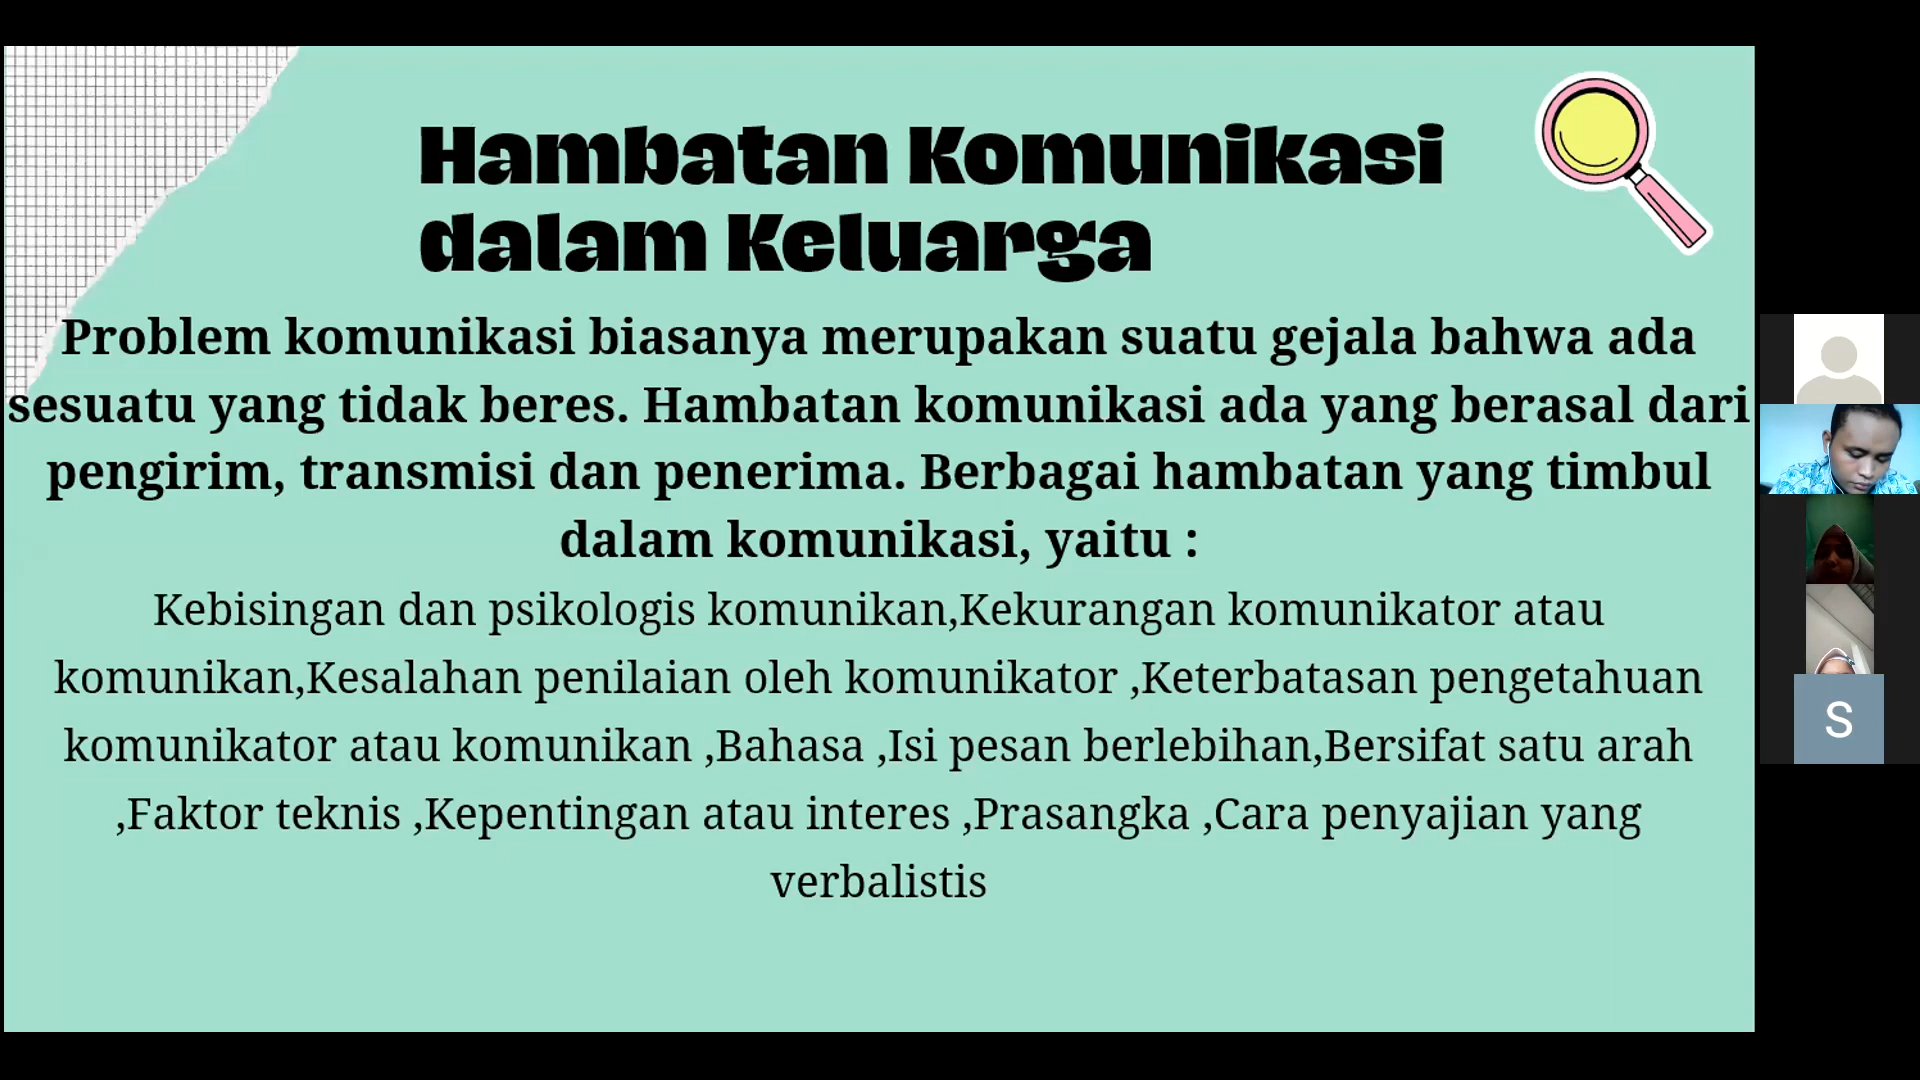 Hambatan Komunikasi
dalam Keluarga
Problem komunikasi biasanya merupakan suatu gejala bahwa ada
sesuatu yang tidak beres. Hambatan komunikasi ada yang berasal dari
pengirim, transmisi dan penerima. Berbagai hambatan yang timbul
dalam komunikasi, yaitu :
Kebisingan dan psikologis komunikan,Kekurangan komunikator atau
komunikan,Kesalahan penilaian oleh komunikator ,Keterbatasan pengetahuan
komunikator atau komunikan ,Bahasa ,Isi pesan berlebihan,Bersifat satu arah
,Faktor teknis ,Kepentingan atau interes ,Prasangka ,Cara penyajian yang
verbalistis
S